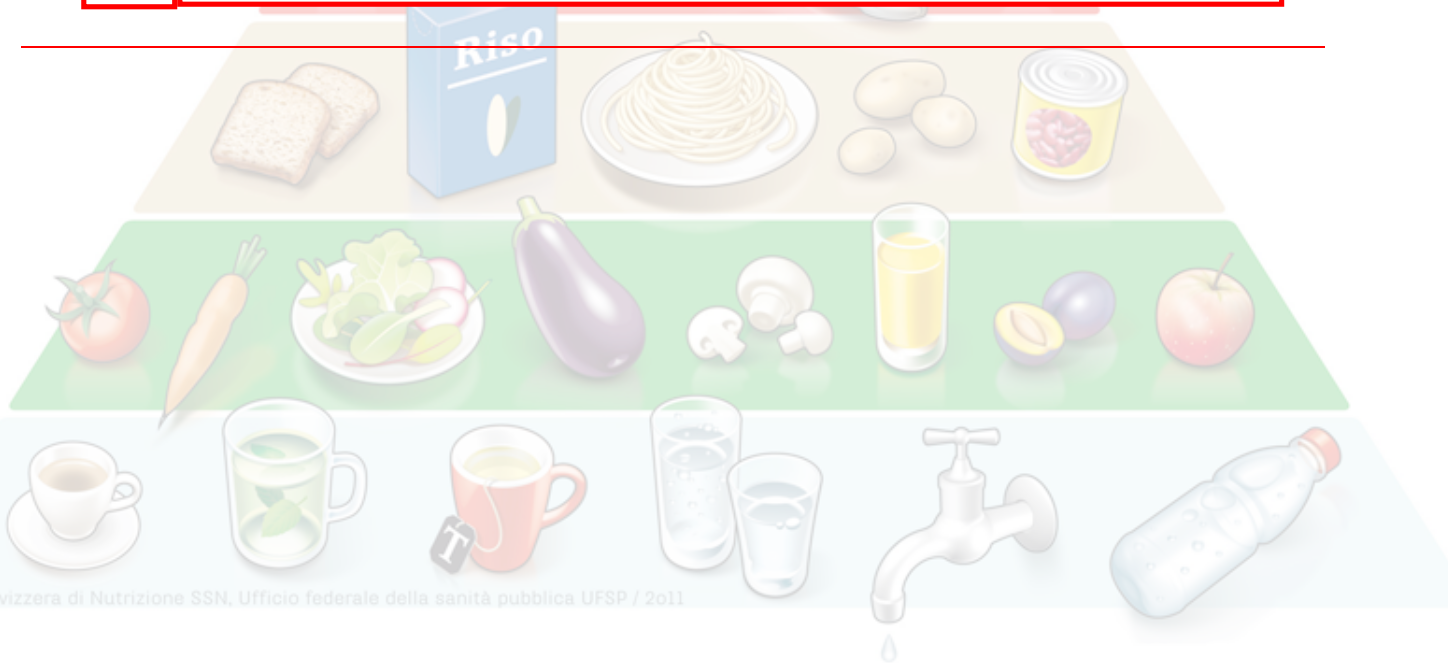 Riso
T
vizzera di Nutrizione SSN, Ufficio federale della sanità pubblica UFSP / 2011